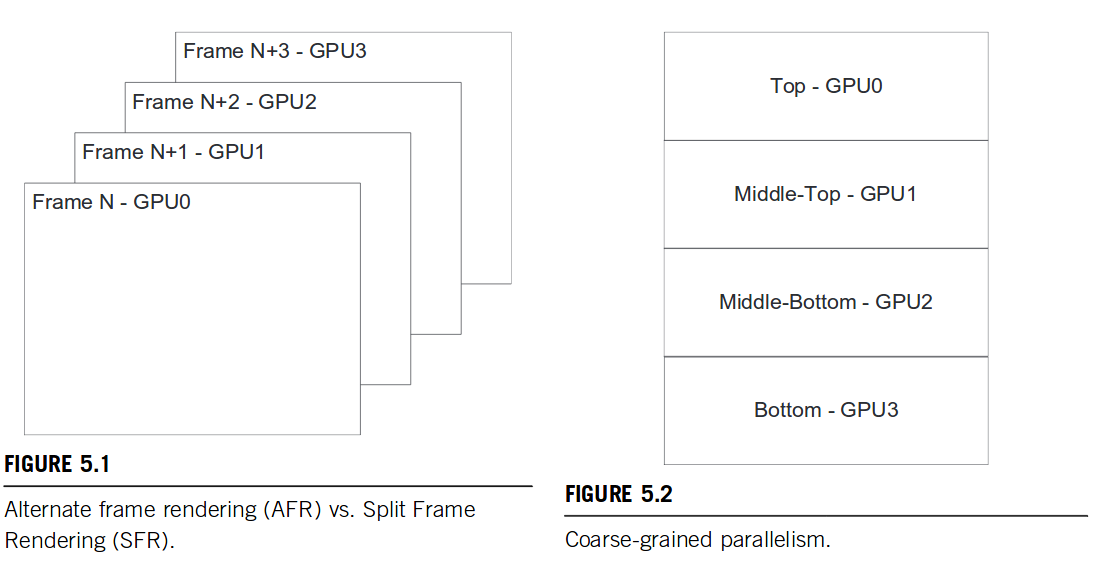 Frame N+3 - GPU3
Frame N+2 - GPU2
Frame N+1 - GPU1
Frame N - GPU0
FIGURE 5.1
Alternate frame rendering (AFR) vs. Split Frame
Rendering (SFR).
Top - GPU0
Middle-Top - GPU1
Middle-Bottom - GPU2
Bottom - GPU3
FIGURE 5.2
Coarse-grained parallelism.